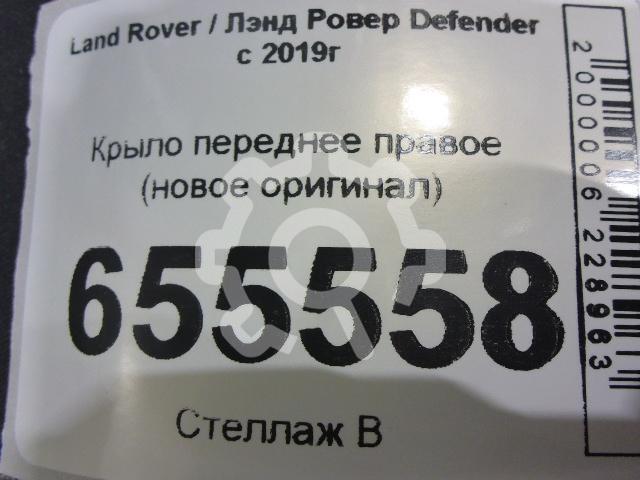 Land Rover / Лэнд Ровер Defender
с 2019г
Крыло переднее правое
(новое оригинал)
655558
Стеллаж В
2000006228963